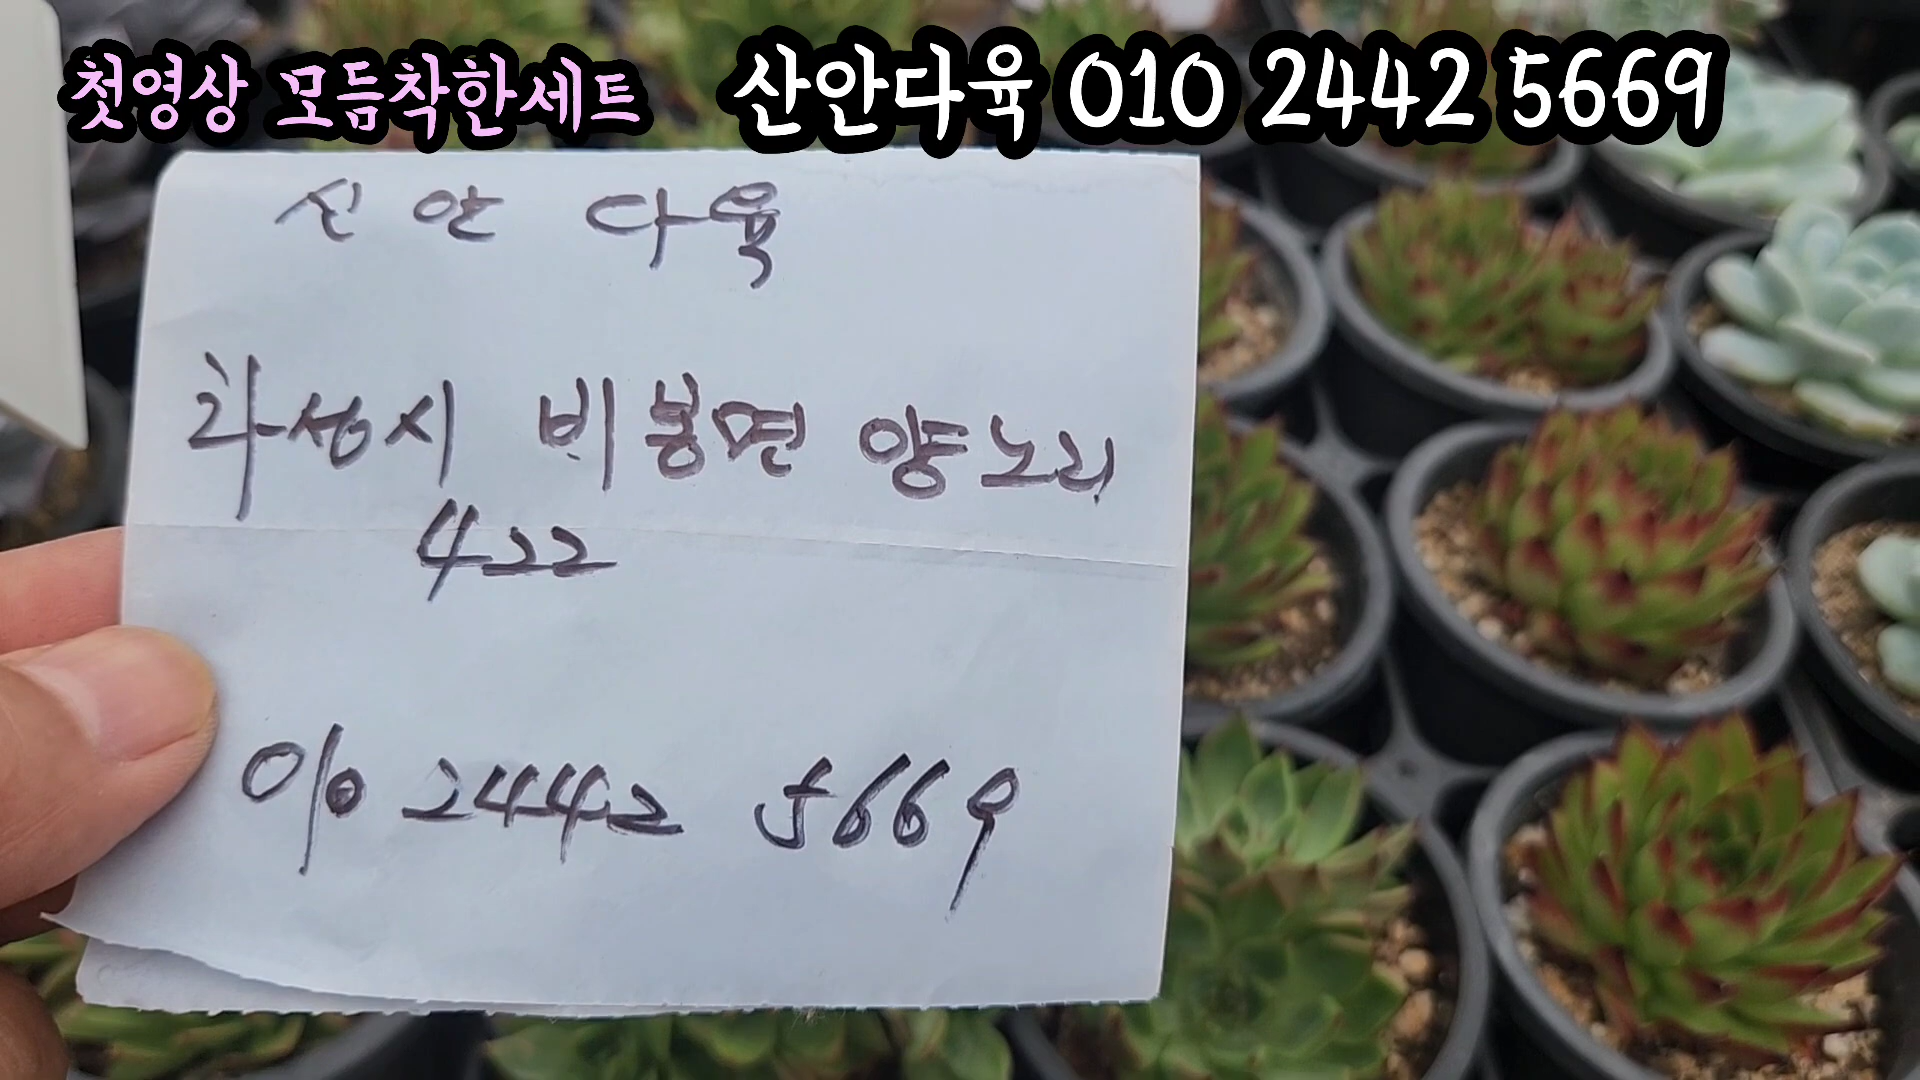 첫영상 모듬착한세트 산안다육 010 2442 5669
산안 다육
화성시 비봉면 양노리
422
010 2442 5669